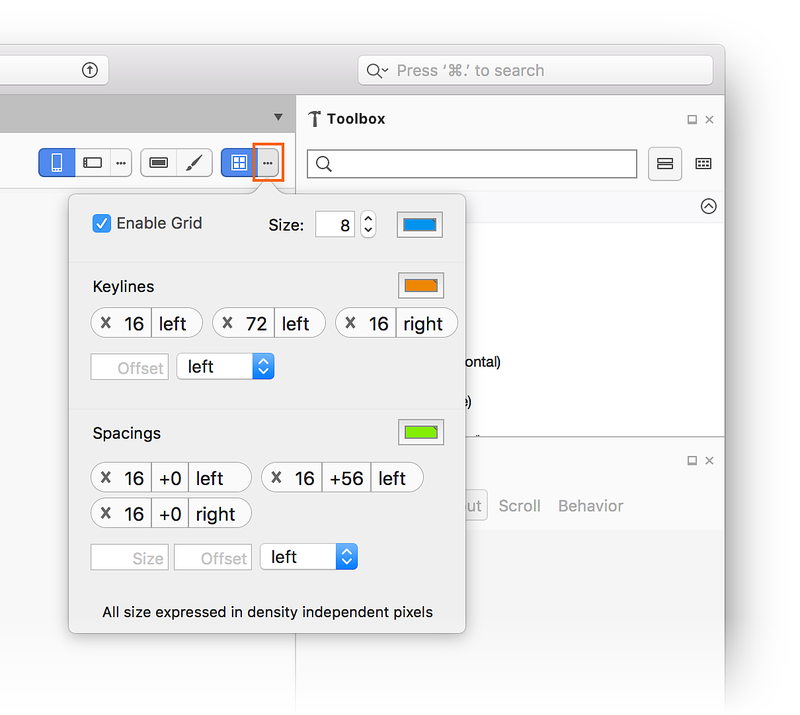 Press ‘⌘.’ to search
Toolbox
Enable Grid Size: 8
Keylines
16 left 72 left 16 right
Offset left
ontal)
e)
Spacings
16 +0 left 16 +56 left
16 +0 right
ut Scroll Behavior
Size Offset left
All size expressed in density independent pixels